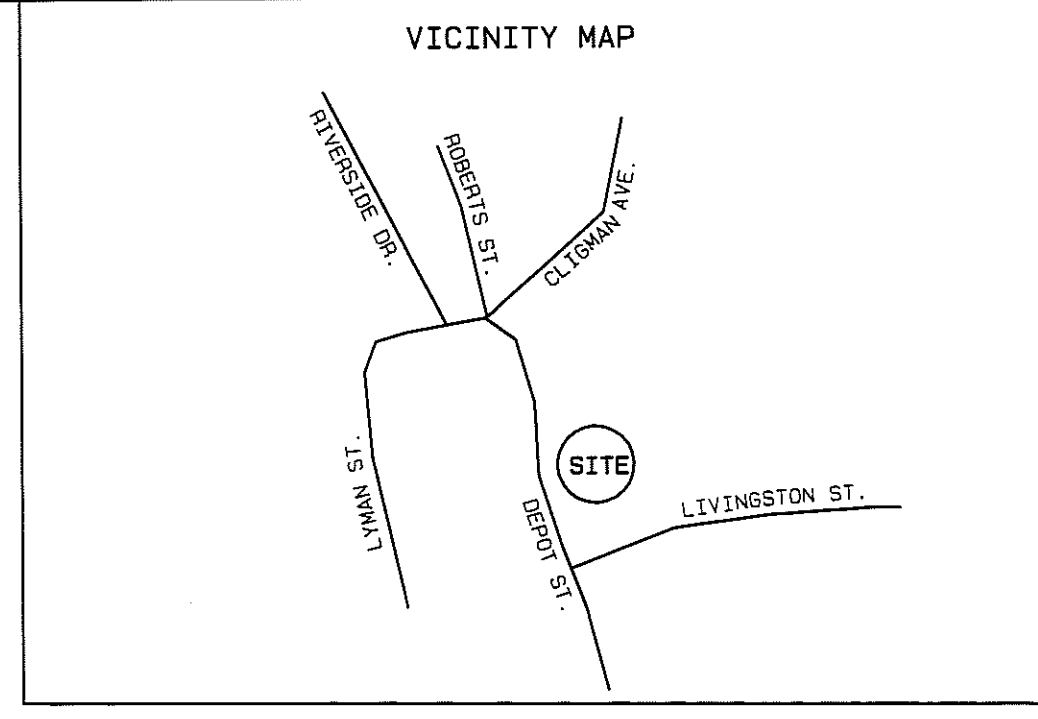 VICINITY MAP
RIVERSIDE DR.
ROBERTS ST.
CLIGMAN AVE.
LYMAN ST.
SITE
DEPOT ST.
LIVINGSTON ST.